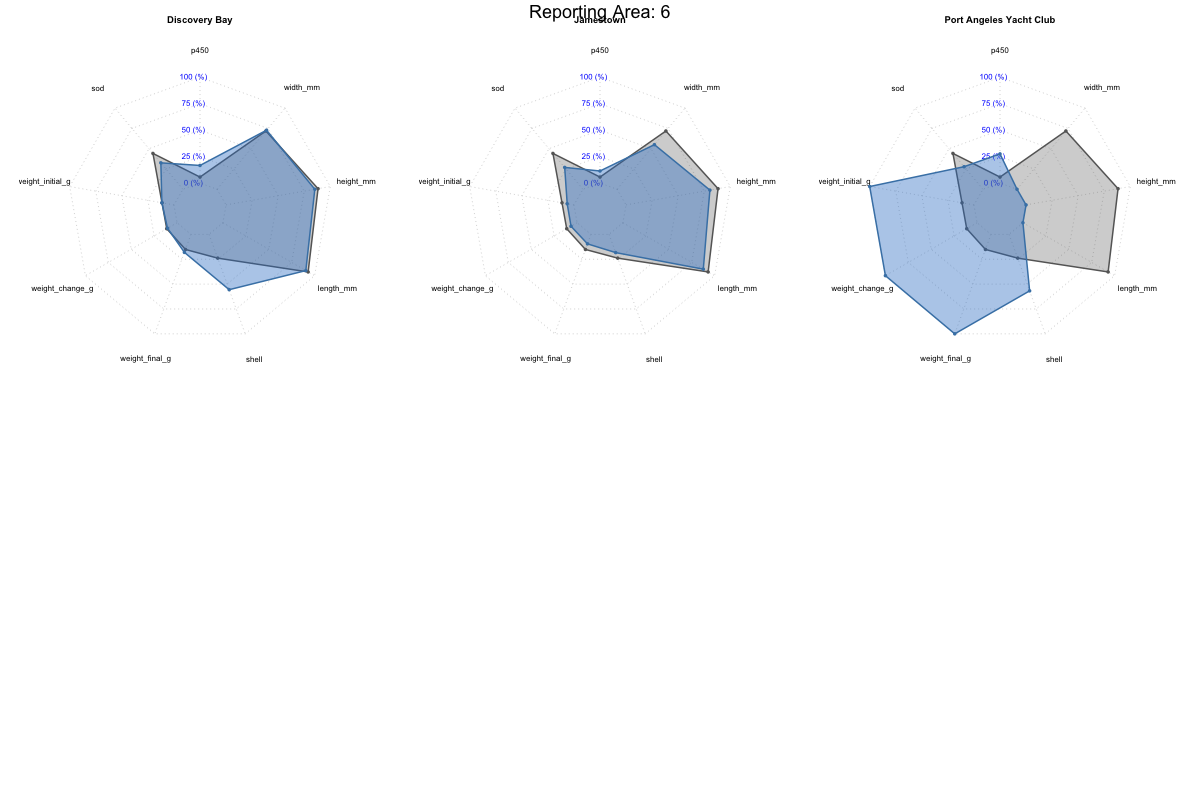 Reporting Area: 6
Discovery Bay
p450
100 (%)
75 (%)
50 (%)
25 (%)
0 (%)
sod
width_mm
weight_initial_g
height_mm
weight_change_g
length_mm
weight_final_g
shell
Jamestown
p450
100 (%)
75 (%)
50 (%)
25 (%)
0 (%)
sod
width_mm
weight_initial_g
height_mm
weight_change_g
length_mm
weight_final_g
shell
Port Angeles Yacht Club
p450
100 (%)
75 (%)
50 (%)
25 (%)
0 (%)
sod
width_mm
weight_initial_g
height_mm
weight_change_g
length_mm
weight_final_g
shell